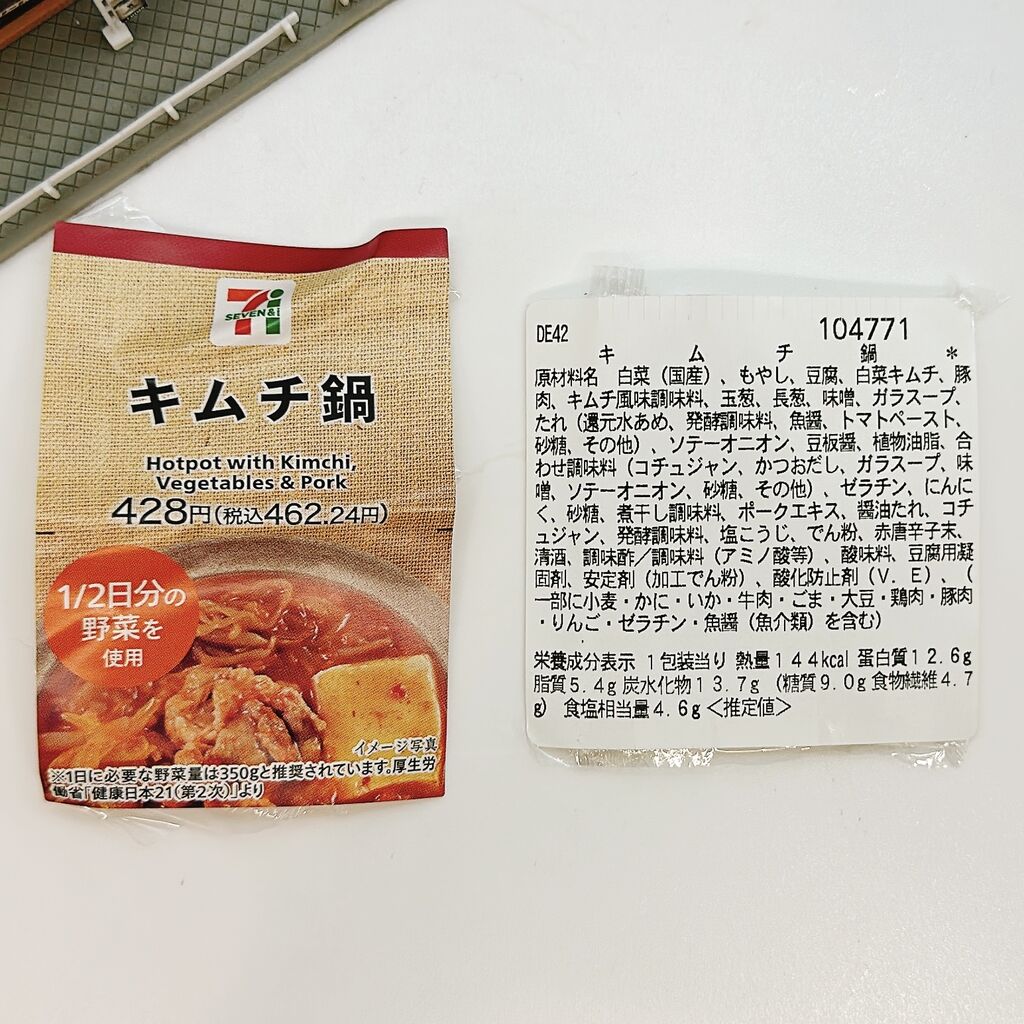 SEVEN & i
キムチ鍋
Hotpot with Kimchi,
Vegetables & Pork
428円(税込462.24円)
1/2日分の
野菜を
使用
イメージ写真
※1日に必要な野菜量は350gと推奨されています。厚生労
働省「健康日本21(第2次)」より
DE42 104771
キムチ鍋 *
原材料名 白菜(国産)、もやし、豆腐、白菜キムチ、豚
肉、キムチ風味調味料、玉葱、長葱、味噌、ガラスープ、
たれ(還元水あめ、発酵調味料、魚醤、トマトペースト、
砂糖、その他)、ソテーオニオン、豆板醤、植物油脂、合
わせ調味料(コチュジャン、かつおだし、ガラスープ、味
噌、ソテーオニオン、砂糖、その他)、ゼラチン、にんに
く、砂糖、煮干し調味料、ポークエキス、醤油たれ、コチ
ュジャン、発酵調味料、塩こうじ、でん粉、赤唐辛子末、
清酒、調味酢/調味料(アミノ酸等)、酸味料、豆腐用凝
固剤、安定剤(加工でん粉)、酸化防止剤(V.E)、(
一部に小麦・かに・いか・牛肉・ごま・大豆・鶏肉・豚肉
・りんご・ゼラチン・魚醤(魚介類)を含む)
栄養成分表示 1包装当り 熱量144kcal 蛋白質12.6g
脂質5.4g 炭水化物13.7g (糖質9.0g 食物繊維4.7
g) 食塩相当量4.6g<推定値>